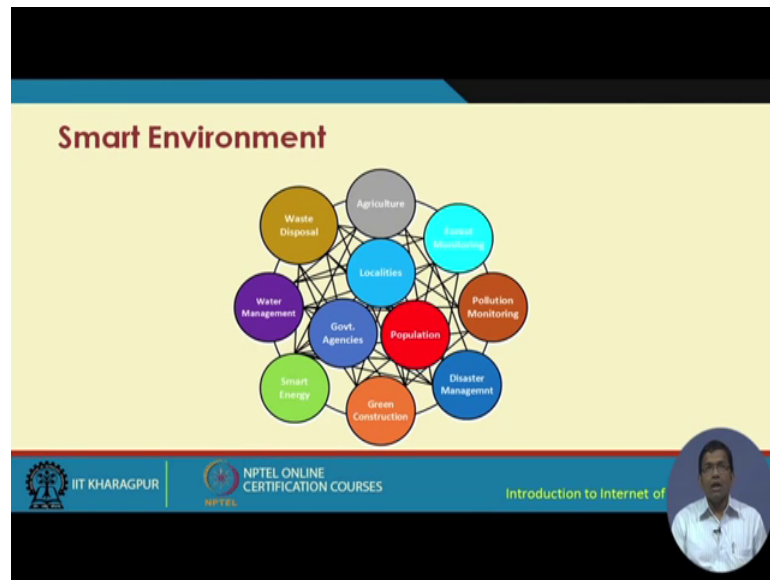 Smart Environment
Agriculture
Waste
Disposal
Forest
Monitoring
Localities
Water
Management
Pollution
Monitoring
Govt.
Agencies
Population
Smart
Energy
Disaster
Managemnt
Green
Construction
IIT KHARAGPUR
NPTEL
NPTEL ONLINE
CERTIFICATION COURSES
Introduction to Internet of